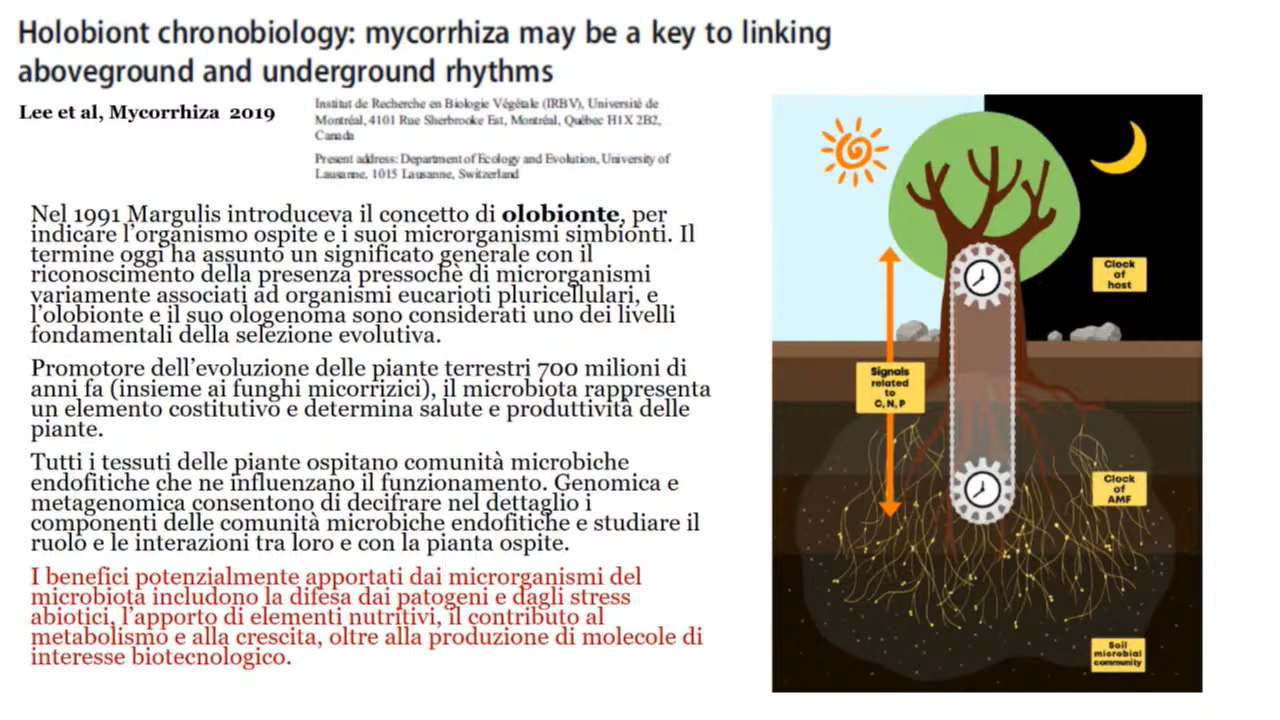 Holobiont chronobiology: mycorrhiza may be a key to linking
aboveground and underground rhythms
Lee et al, Mycorrhiza 2019
Institut de Recherche en Biologie Végétale (IRBV), Université de
Montréal, 4101 Rue Sherbrooke Est, Montréal, Québec H1X 2B2,
Canada
Present address: Department of Ecology and Evolution, University of
Lausanne, 1015 Lausanne, Switzerland
Nel 1991 Margulis introduceva il concetto di olobionte, per
indicare l'organismo ospite e i suoi microrganismi simbionti. Il
termine oggi ha assunto un significato generale con il
riconoscimento della presenza pressochè di microrganismi
variamente associati ad organismi eucarioti pluricellulari, e
l'olobionte e il suo ologenoma sono considerati uno dei livelli
fondamentali della selezione evolutiva.
Promotore dell'evoluzione delle piante terrestri 700 milioni di
anni fa (insieme ai funghi micorrizici), il microbiota rappresenta
un elemento costitutivo e determina salute e produttività delle
piante.
Tutti i tessuti delle piante ospitano comunità microbiche
endofitiche che ne influenzano il funzionamento. Genomica e
metagenomica consentono di decifrare nel dettaglio i
componenti delle comunità microbiche endofitiche e studiare il
ruolo e le interazioni tra loro e con la pianta ospite.
I benefici potenzialmente apportati dai microrganismi del
microbiota includono la difesa dai patogeni e dagli stress
abiotici, l'apporto di elementi nutritivi, il contributo al
metabolismo e alla crescita, oltre alla produzione di molecole di
interesse biotecnologico.
Clock
of
host
Signals
related
to
C, N, P
Clock
of
AMF
Soil
microbial
community